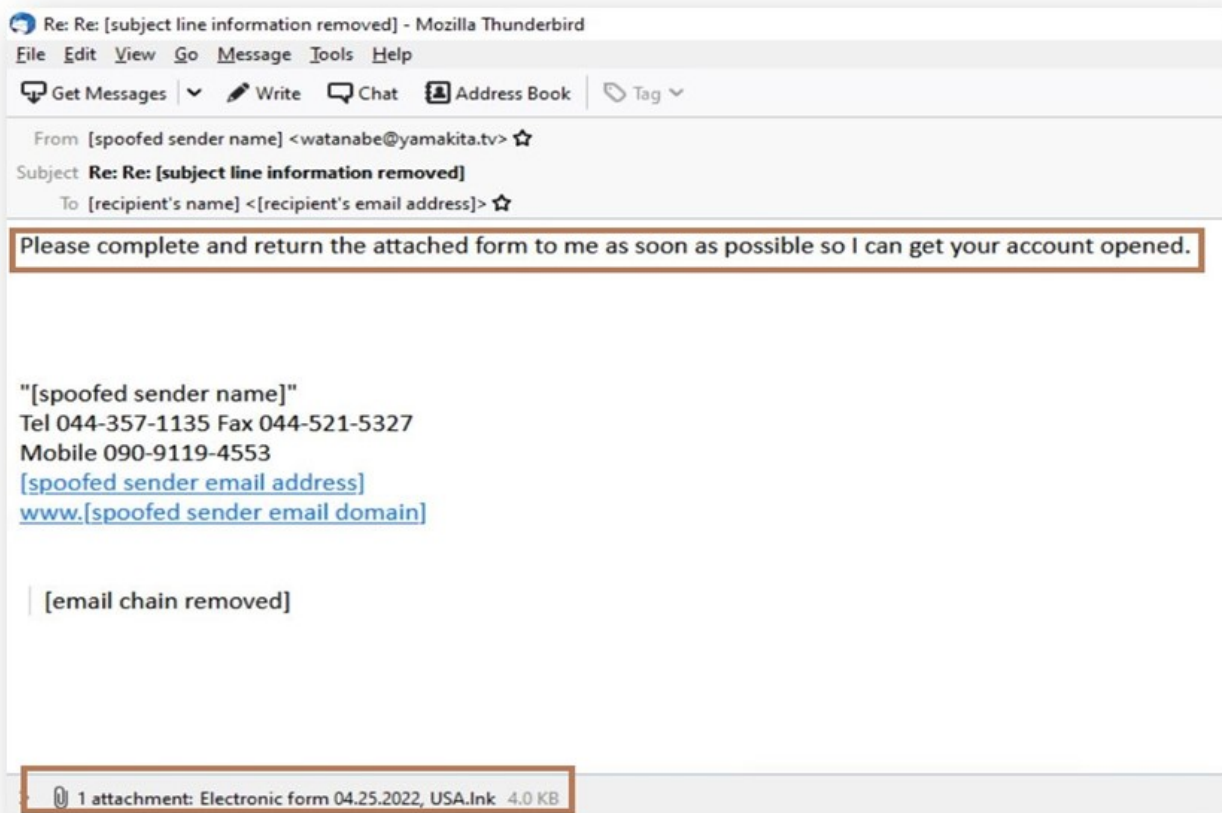 Re: Re: [subject line information removed] - Mozilla Thunderbird
File Edit View Go Message Tools Help
Get Messages Write Chat Address Book Tag
From [spoofed sender name] <watanabe@yamakita.tv>
Subject Re: Re: [subject line information removed]
To [recipient's name] <[recipient's email address]>
Please complete and return the attached form to me as soon as possible so I can get your account opened.
"[spoofed sender name]"
Tel 044-357-1135 Fax 044-521-5327
Mobile 090-9119-4553
[spoofed sender email address]
www.[spoofed sender email domain]
[email chain removed]
1 attachment: Electronic form 04.25.2022, USA.lnk 4.0 KB